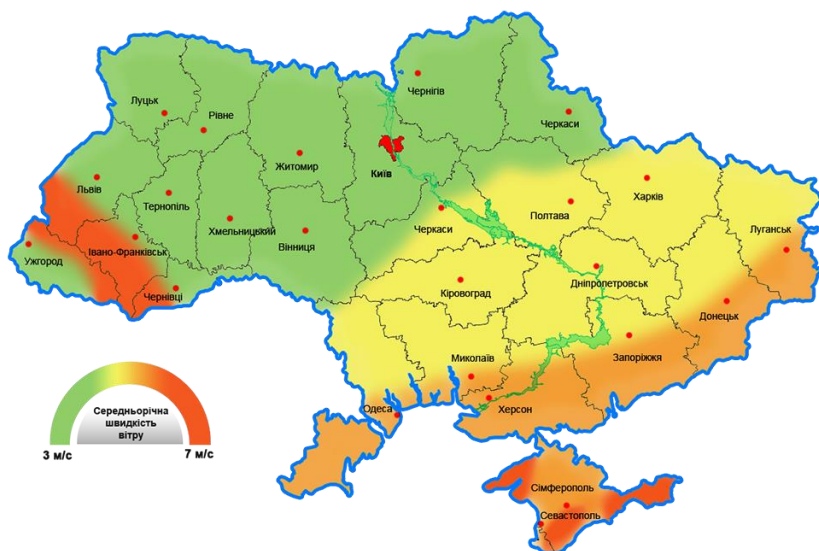 Чернігів
Луцьк
Рівне
Черкаси
Житомир
Київ
Львів
Тернопіль
Харків
Полтава
Черкаси
Хмельницький
Вінниця
Луганськ
Івано-Франківськ
Ужгород
Чернівці
Кіровоград
Дніпропетровськ
Донецьк
Миколаїв
Запоріжжя
Одеса
Херсон
Середньорічна
швидкість
вітру
3 м/с
7 м/с
Сімферополь
Севастополь